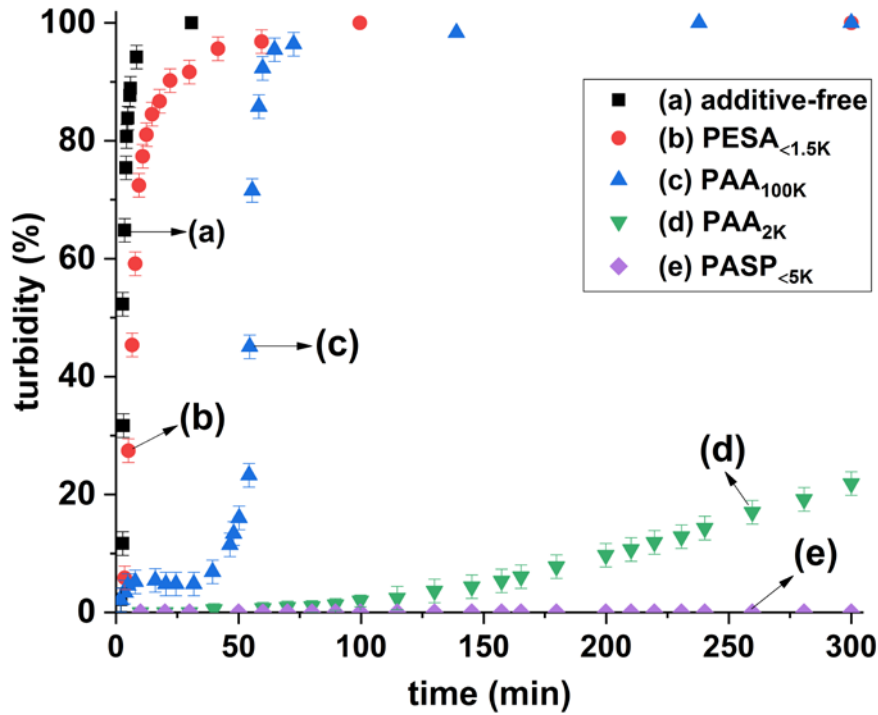 100
80
60
40
20
0
turbidity (%)
0 50 100 150 200 250 300
time (min)
(a) additive-free
(b) PESA<1.5K
(c) PAA100K
(d) PAA2K
(e) PASP<5K
(a)
(c)
(b)
(d)
(e)